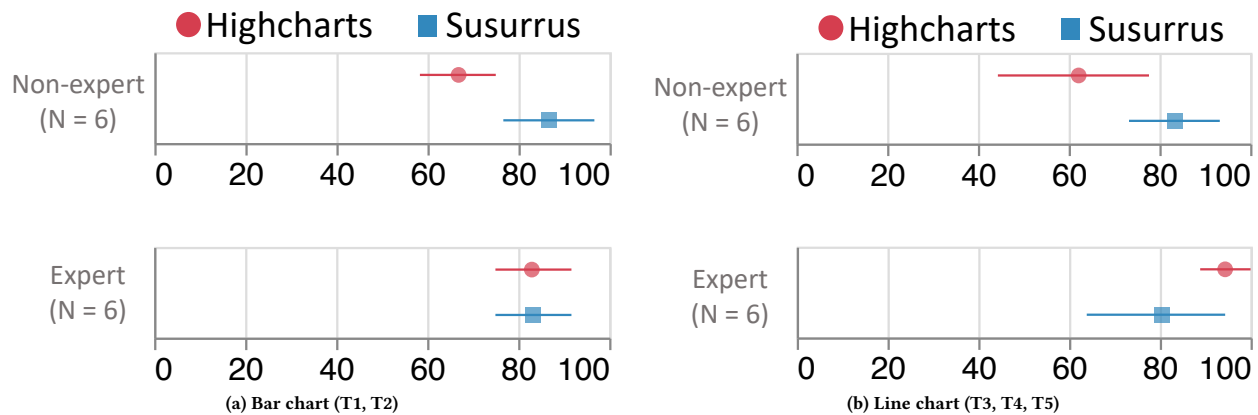 Highcharts Susurrus
Non-expert
(N = 6)
0 20 40 60 80 100
Expert
(N = 6)
0 20 40 60 80 100
(a) Bar chart (T1, T2)
Highcharts Susurrus
Non-expert
(N = 6)
0 20 40 60 80 100
Expert
(N = 6)
0 20 40 60 80 100
(b) Line chart (T3, T4, T5)